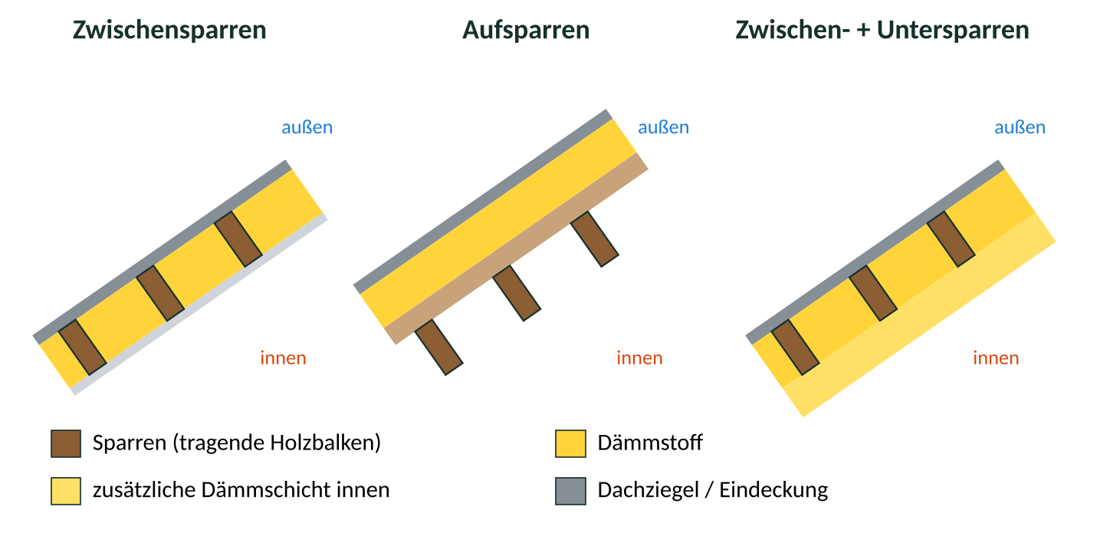 Zwischensparren
Aufsparren
Zwischen- + Untersparren
außen
außen
außen
innen
innen
innen
Sparren (tragende Holzbalken)
Dämmstoff
zusätzliche Dämmschicht innen
Dachziegel / Eindeckung